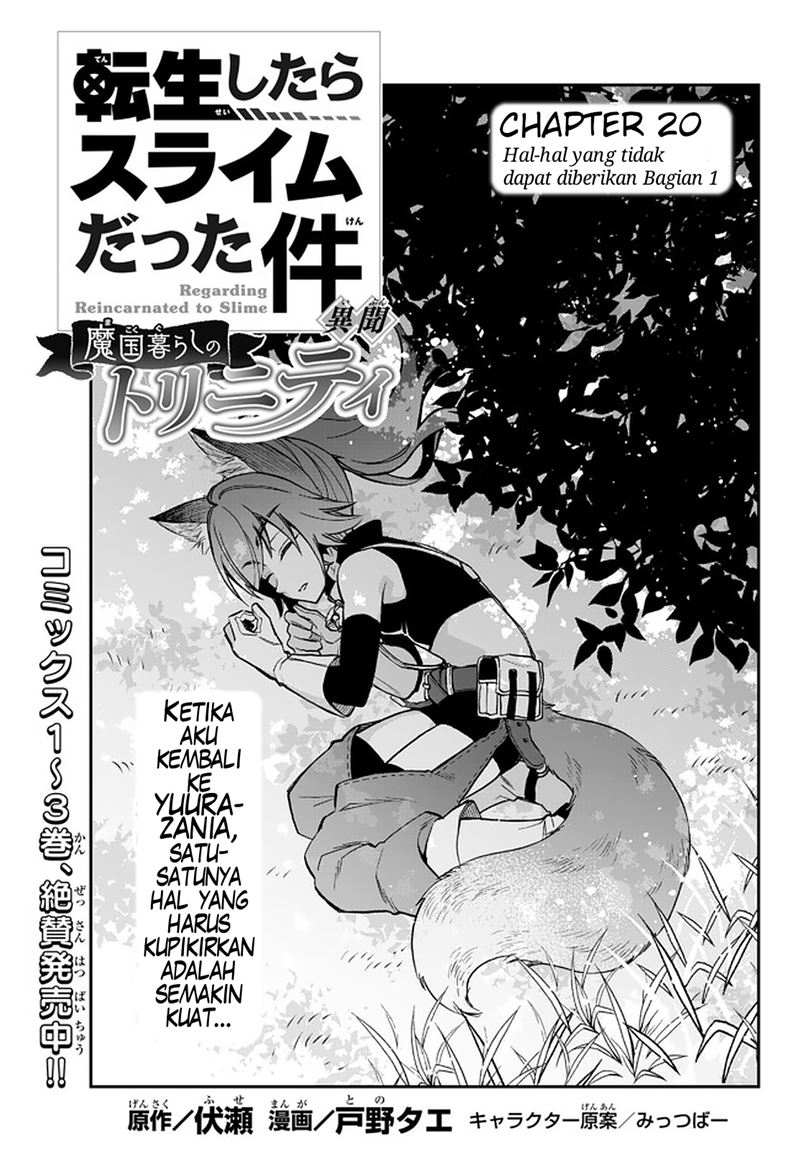 転生したら
スライム
だった件
Regarding
Reincarnated to Slime
異聞
魔国暮らしの
トリニティ
CHAPTER 20
Hal-hal yang tidak
dapat diberikan Bagian 1
コミックス1〜3巻、絶賛発売中!!
KETIKA
AKU
KEMBALI
KE
YUURA-
ZANIA,
SATU-
SATUNYA
HAL YANG
HARUS
KUPIKIRKAN
ADALAH
SEMAKIN
KUAT...
原作/伏瀬 漫画/戸野タエ キャラクター原案/みっつばー